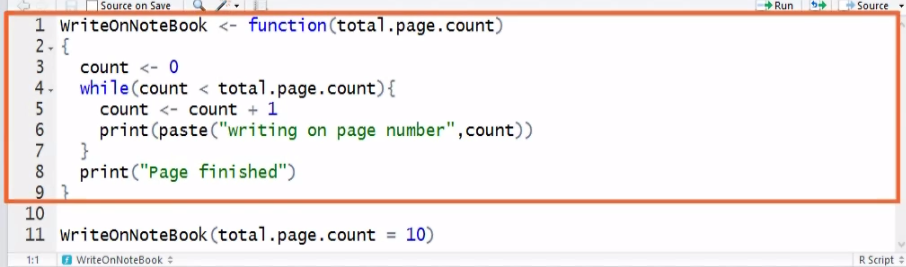 Source on Save Run Source
1 WriteOnNoteBook <- function(total.page.count)
2 {
3 count <- 0
4 while(count < total.page.count){
5 count <- count + 1
6 print(paste("writing on page number",count))
7 }
8 print("Page finished")
9 }
10
11 WriteOnNoteBook(total.page.count = 10)
1:1 WriteOnNoteBook R Script